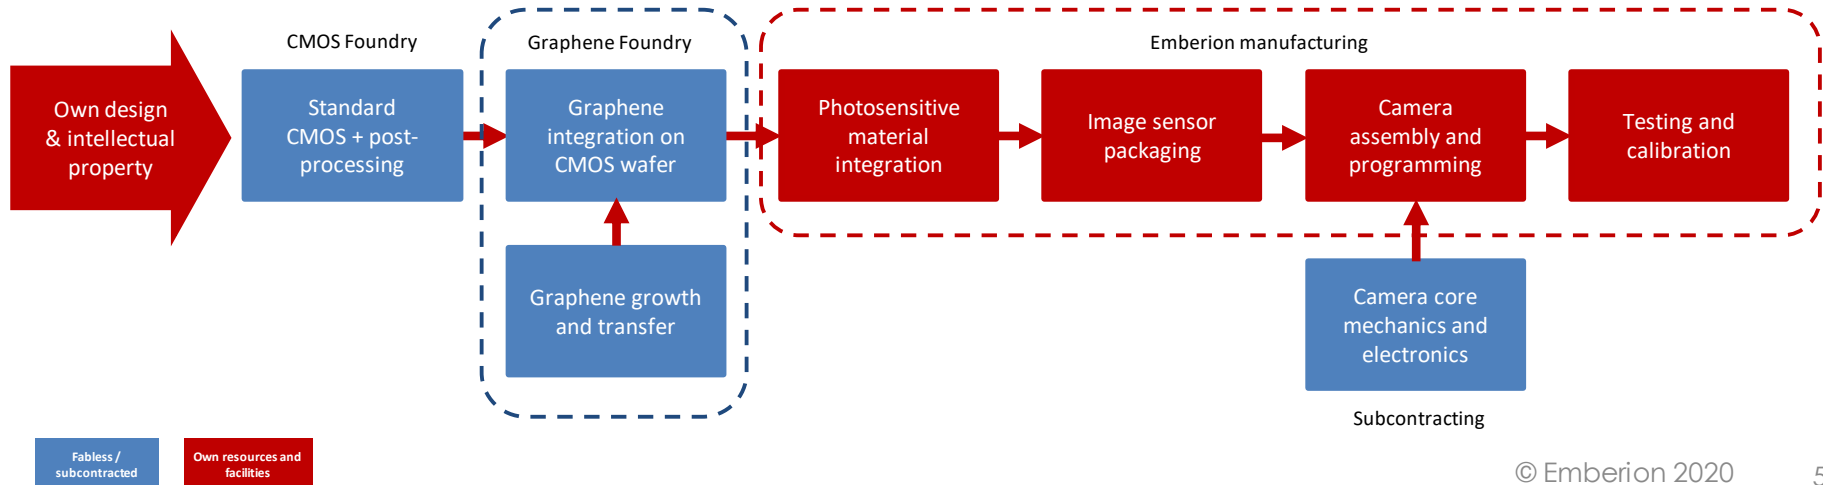 CMOS Foundry
Graphene Foundry
Emberion manufacturing
Own design
& intellectual
property
Standard
CMOS + post-
processing
Graphene
integration on
CMOS wafer
Photosensitive
material
integration
Image sensor
packaging
Camera
assembly and
programming
Testing and
calibration
Graphene growth
and transfer
Camera core
mechanics and
electronics
Subcontracting
Fabless /
subcontracted
Own resources and
facilities
© Emberion 2020
5